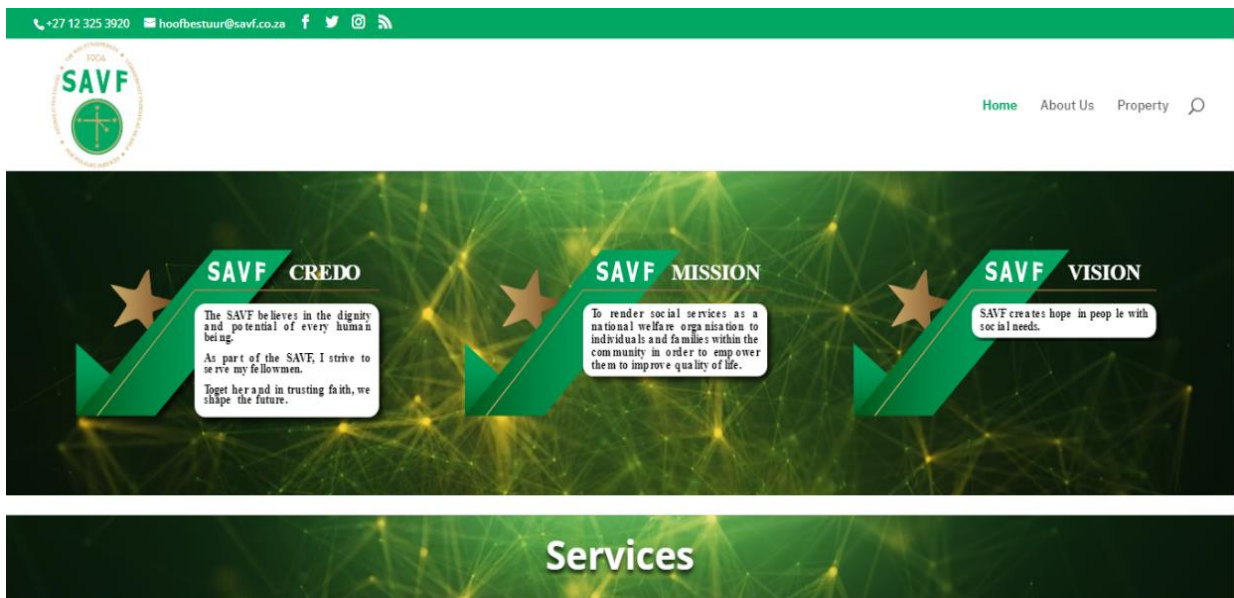 +27 12 325 3920 hoofbestuur@savf.co.za
1904
SAVF
Home About Us Property
SAVF CREDO
The SAVF believes in the dignity
and potential of every human
being.
As part of the SAVF, I strive to
serve my fellowmen.
Together and in trusting faith, we
shape the future.
SAVF MISSION
To render social services as a
national welfare organisation to
individuals and families within the
community in order to empower
them to improve quality of life.
SAVF VISION
SAVF creates hope in people with
social needs.
Services